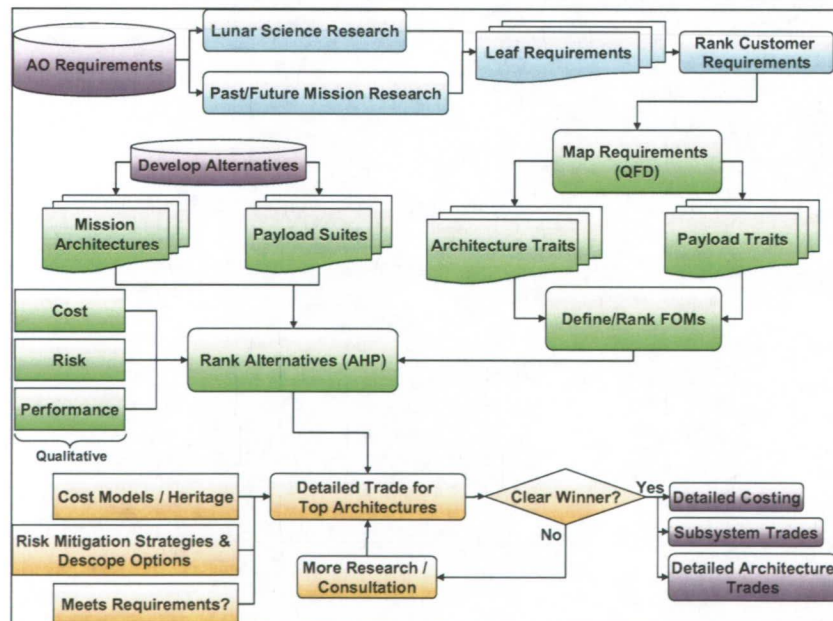 AO Requirements
Lunar Science Research
Past/Future Mission Research
Leaf Requirements
Rank Customer
Requirements
Map Requirements
(QFD)
Develop Alternatives
Mission
Architectures
Payload Suites
Architecture Traits
Payload Traits
Define/Rank FOMs
Cost
Risk
Performance
Qualitative
Rank Alternatives (AHP)
Cost Models / Heritage
Risk Mitigation Strategies &
Descope Options
Meets Requirements?
Detailed Trade for
Top Architectures
More Research /
Consultation
Clear Winner?
Yes
No
Detailed Costing
Subsystem Trades
Detailed Architecture
Trades